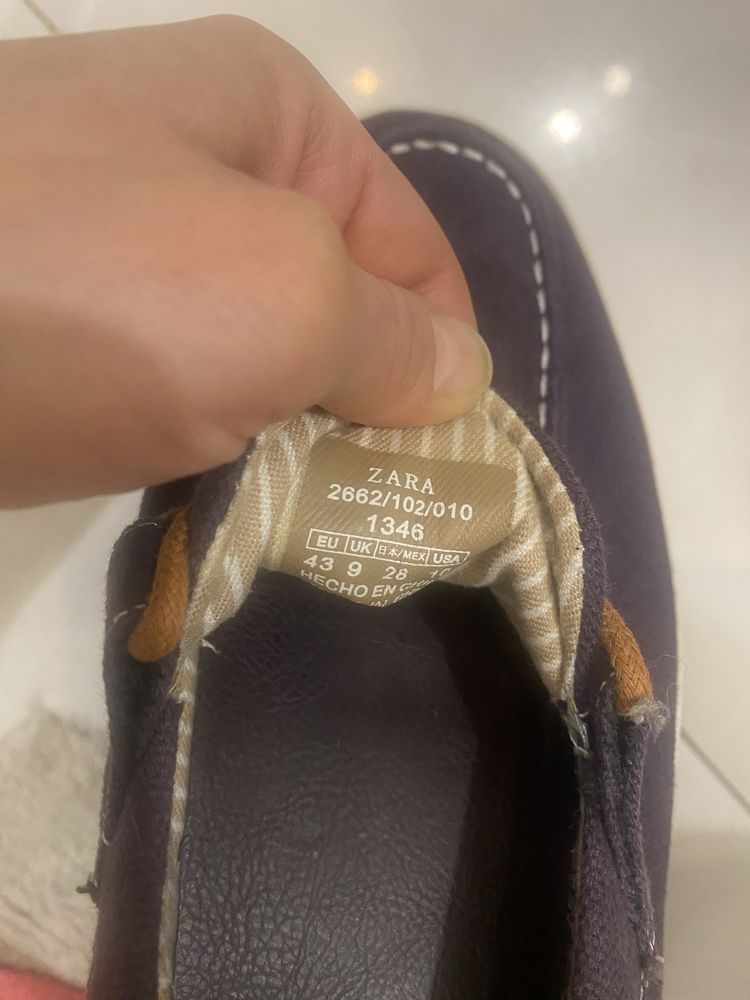 ZARA
2662/102/010
1346
EU UK 日本/MEX USA
43 9 28
HECHO EN